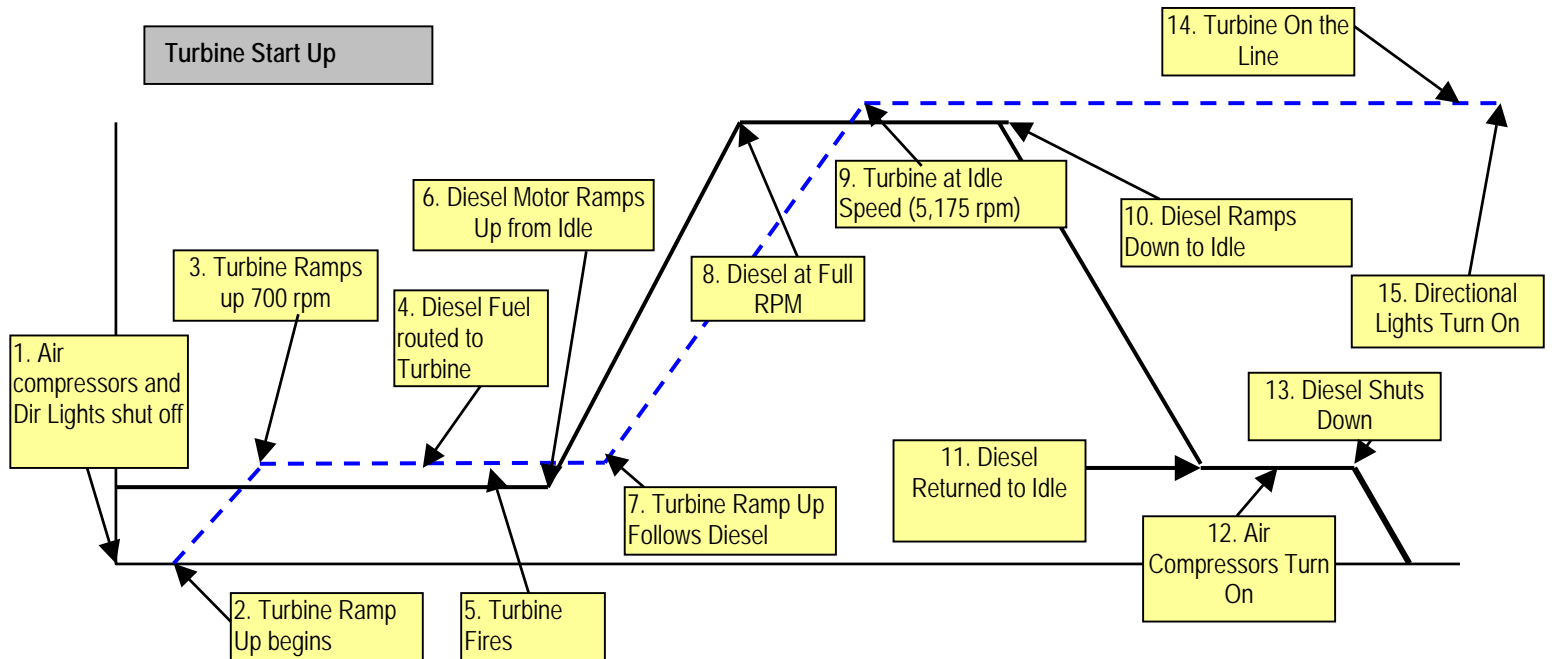 Turbine Start Up
1. Air
compressors and
Dir Lights shut off
2. Turbine Ramp
Up begins
3. Turbine Ramps
up 700 rpm
4. Diesel Fuel
routed to
Turbine
5. Turbine
Fires
6. Diesel Motor Ramps
Up from Idle
7. Turbine Ramp Up
Follows Diesel
8. Diesel at Full
RPM
9. Turbine at Idle
Speed (5,175 rpm)
10. Diesel Ramps
Down to Idle
11. Diesel
Returned to Idle
12. Air
Compressors Turn
On
13. Diesel Shuts
Down
14. Turbine On the
Line
15. Directional
Lights Turn On